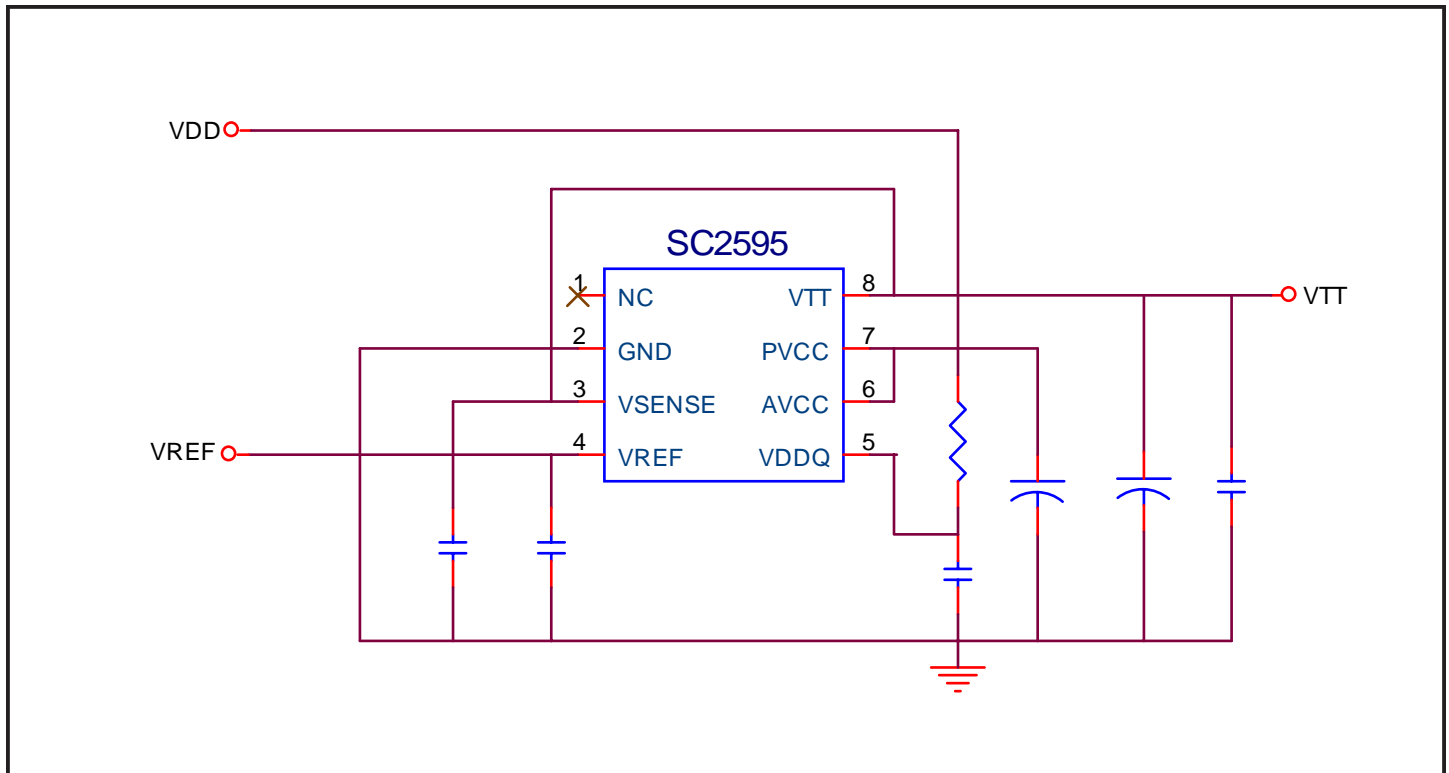 VDD
SC2595
1 NC VTT 8 VTT
2 GND PVCC 7
3 VSENSE AVCC 6
VREF 4 VREF VDDQ 5